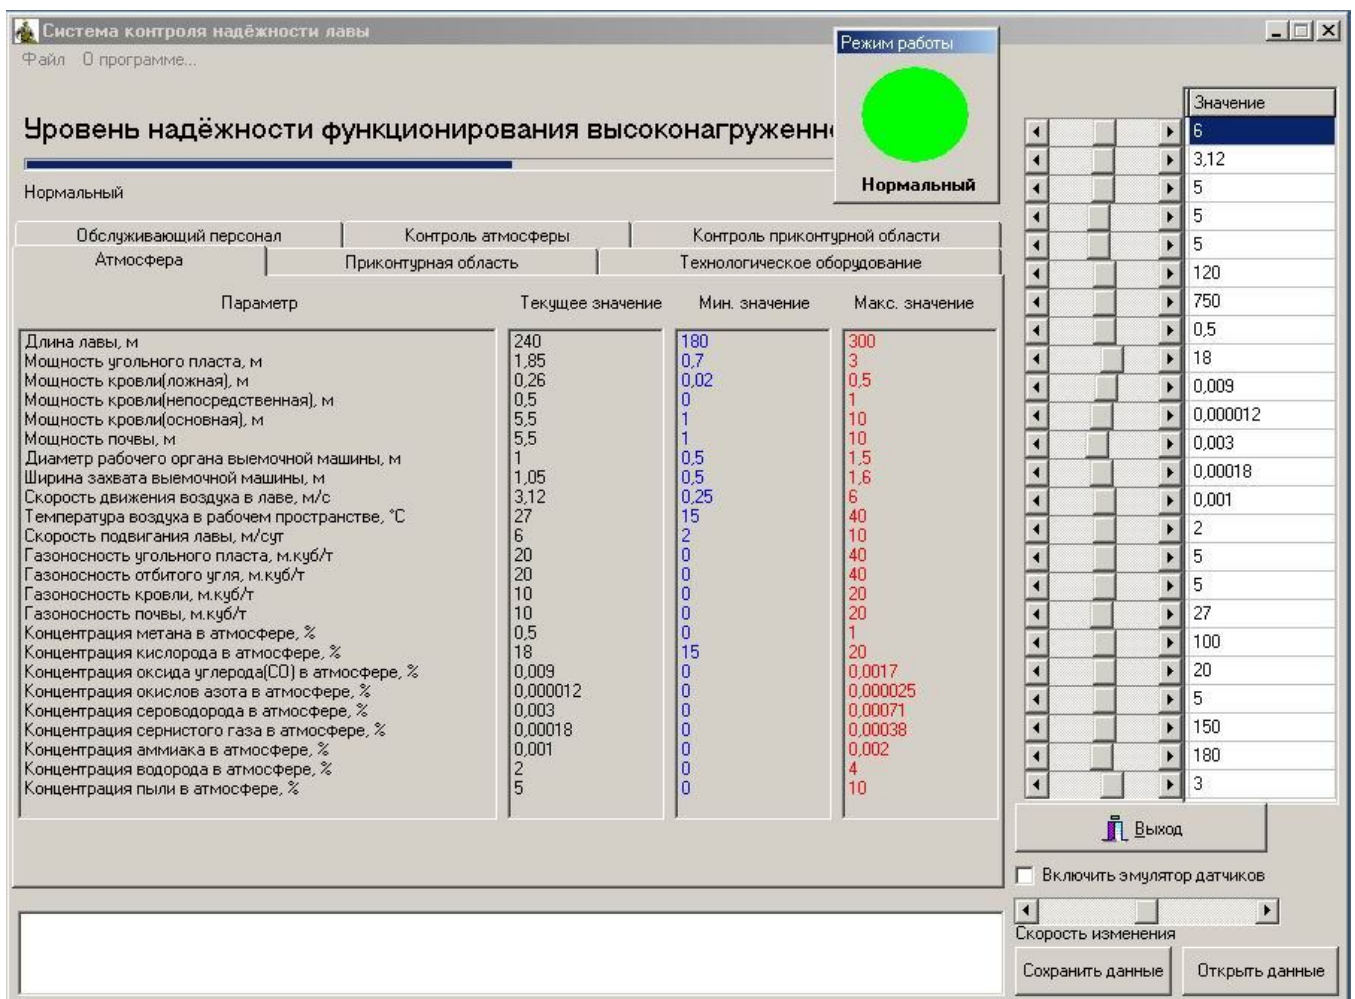 Система контроля надёжности лавы
Файл О программе...
Режим работы
Нормальный
Уровень надёжности функционирования высоконагруженн
Нормальный
Обслуживающий персонал Контроль атмосферы Контроль приконтурной области
Атмосфера Приконтурная область Технологическое оборудование
Параметр Текущее значение Мин. значение Макс. значение
Длина лавы, м 240 180 300
Мощность угольного пласта, м 1,85 0,7 3
Мощность кровли(ложная), м 0,26 0,02 0,5
Мощность кровли(непосредственная), м 0,5 0 1
Мощность кровли(основная), м 5,5 1 10
Мощность почвы, м 5,5 1 10
Диаметр рабочего органа выемочной машины, м 1 0,5 1,5
Ширина захвата выемочной машины, м 1,05 0,5 1,6
Скорость движения воздуха в лаве, м/с 3,12 0,25 6
Температура воздуха в рабочем пространстве, °С 27 15 40
Скорость подвигания лавы, м/сут 6 2 10
Газоносность угольного пласта, м.куб/т 20 0 40
Газоносность отбитого угля, м.куб/т 20 0 40
Газоносность кровли, м.куб/т 10 0 20
Газоносность почвы, м.куб/т 10 0 20
Концентрация метана в атмосфере, % 0,5 0 1
Концентрация кислорода в атмосфере, % 18 15 20
Концентрация оксида углерода(СО) в атмосфере, % 0,009 0 0,0017
Концентрация окислов азота в атмосфере, % 0,000012 0 0,000025
Концентрация сероводорода в атмосфере, % 0,003 0 0,00071
Концентрация сернистого газа в атмосфере, % 0,00018 0 0,00038
Концентрация аммиака в атмосфере, % 0,001 0 0,002
Концентрация водорода в атмосфере, % 2 0 4
Концентрация пыли в атмосфере, % 5 0 10
Значение
6
3,12
5
5
5
120
750
0,5
18
0,009
0,000012
0,003
0,00018
0,001
2
5
5
27
100
20
5
150
180
3
Выход
Включить эмулятор датчиков
Скорость изменения
Сохранить данные Открыть данные